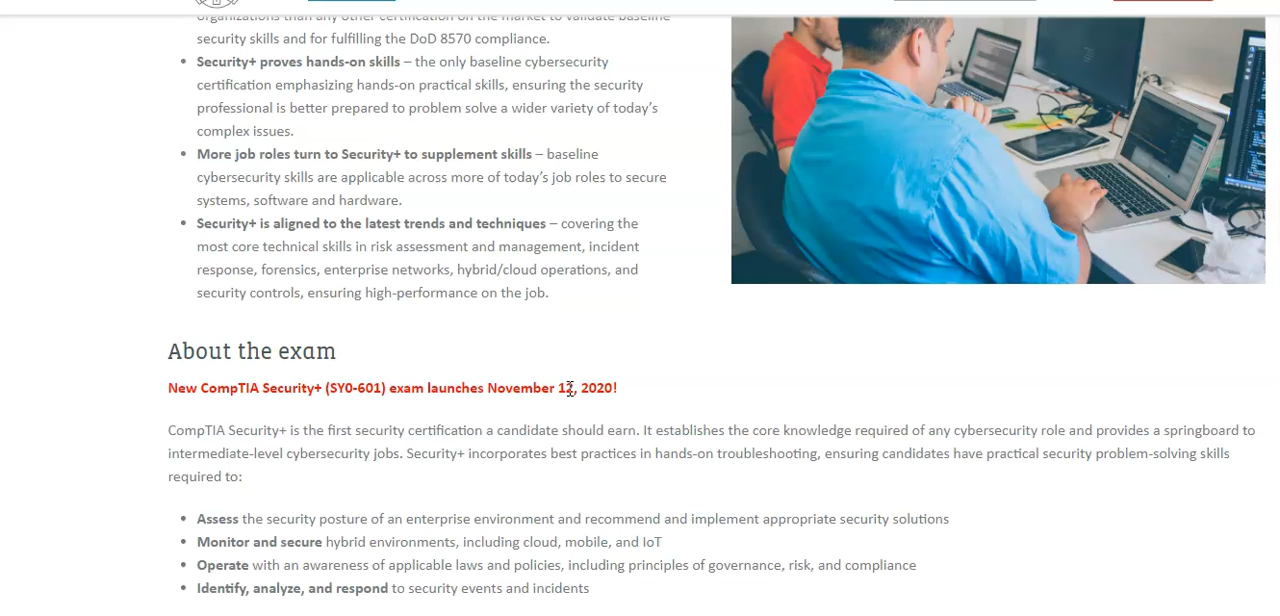 organizations than any other certification on the market to validate baseline
security skills and for fulfilling the DoD 8570 compliance.
• Security+ proves hands-on skills – the only baseline cybersecurity
certification emphasizing hands-on practical skills, ensuring the security
professional is better prepared to problem solve a wider variety of today’s
complex issues.
• More job roles turn to Security+ to supplement skills – baseline
cybersecurity skills are applicable across more of today’s job roles to secure
systems, software and hardware.
• Security+ is aligned to the latest trends and techniques – covering the
most core technical skills in risk assessment and management, incident
response, forensics, enterprise networks, hybrid/cloud operations, and
security controls, ensuring high-performance on the job.
About the exam
New CompTIA Security+ (SY0-601) exam launches November 12, 2020!
CompTIA Security+ is the first security certification a candidate should earn. It establishes the core knowledge required of any cybersecurity role and provides a springboard to
intermediate-level cybersecurity jobs. Security+ incorporates best practices in hands-on troubleshooting, ensuring candidates have practical security problem-solving skills
required to:
• Assess the security posture of an enterprise environment and recommend and implement appropriate security solutions
• Monitor and secure hybrid environments, including cloud, mobile, and IoT
• Operate with an awareness of applicable laws and policies, including principles of governance, risk, and compliance
• Identify, analyze, and respond to security events and incidents